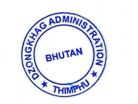 DZONGKHAG ADMINISTRATION
BHUTAN
★ THIMPHU ★